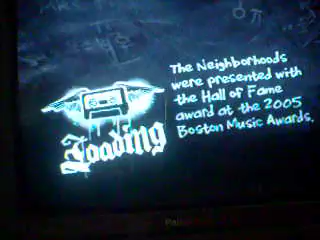 The Neighborhoods
were presented with
the Hall of Fame
award at the 2005
Boston Music Awards.
Loading